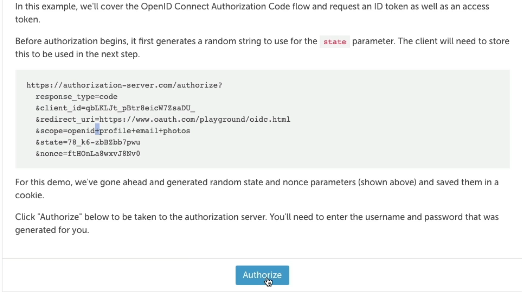 In this example, we'll cover the OpenID Connect Authorization Code flow and request an ID token as well as an access
token.
Before authorization begins, it first generates a random string to use for the state parameter. The client will need to store
this to be used in the next step.
https://authorization-server.com/authorize?
response_type=code
&client_id=qbLKLJt_pBtr8eicW7ZsaDU_
&redirect_uri=https://www.oauth.com/playground/oidc.html
&scope=openid+profile+email+photos
&state=78_k6-zbBZbb7pwu
&nonce=ftHOnLa8wxvJ8Nv0
For this demo, we've gone ahead and generated random state and nonce parameters (shown above) and saved them in a
cookie.
Click "Authorize" below to be taken to the authorization server. You'll need to enter the username and password that was
generated for you.
Authorize